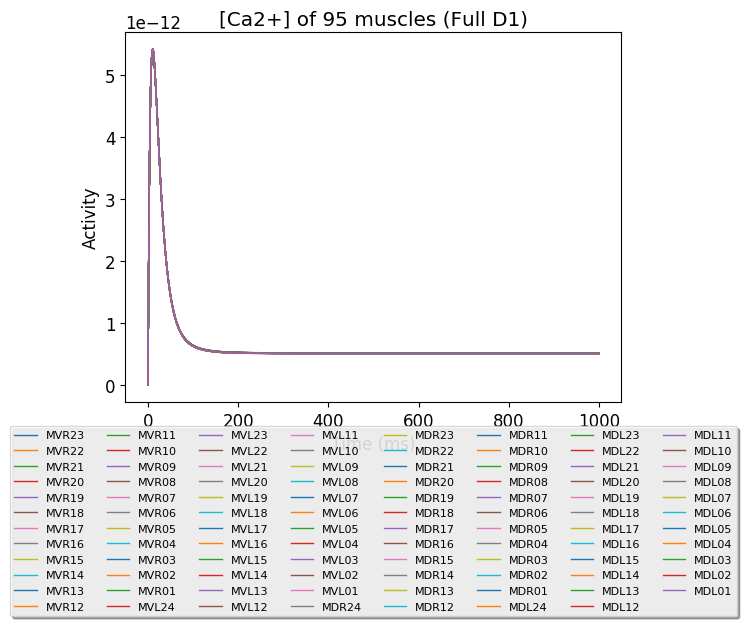 [Ca2+] of 95 muscles (Full D1)
1e−12
5
4
3
2
1
0
Activity
0 200 400 600 800 1000
Time (ms)
MVR23 MVR11 MVL23 MVL11 MDR23 MDR11 MDL23 MDL11
MVR22 MVR10 MVL22 MVL10 MDR22 MDR10 MDL22 MDL10
MVR21 MVR09 MVL21 MVL09 MDR21 MDR09 MDL21 MDL09
MVR20 MVR08 MVL20 MVL08 MDR20 MDR08 MDL20 MDL08
MVR19 MVR07 MVL19 MVL07 MDR19 MDR07 MDL19 MDL07
MVR18 MVR06 MVL18 MVL06 MDR18 MDR06 MDL18 MDL06
MVR17 MVR05 MVL17 MVL05 MDR17 MDR05 MDL17 MDL05
MVR16 MVR04 MVL16 MVL04 MDR16 MDR04 MDL16 MDL04
MVR15 MVR03 MVL15 MVL03 MDR15 MDR03 MDL15 MDL03
MVR14 MVR02 MVL14 MVL02 MDR14 MDR02 MDL14 MDL02
MVR13 MVR01 MVL13 MVL01 MDR13 MDR01 MDL13 MDL01
MVR12 MVL24 MVL12 MDR24 MDR12 MDL24 MDL12